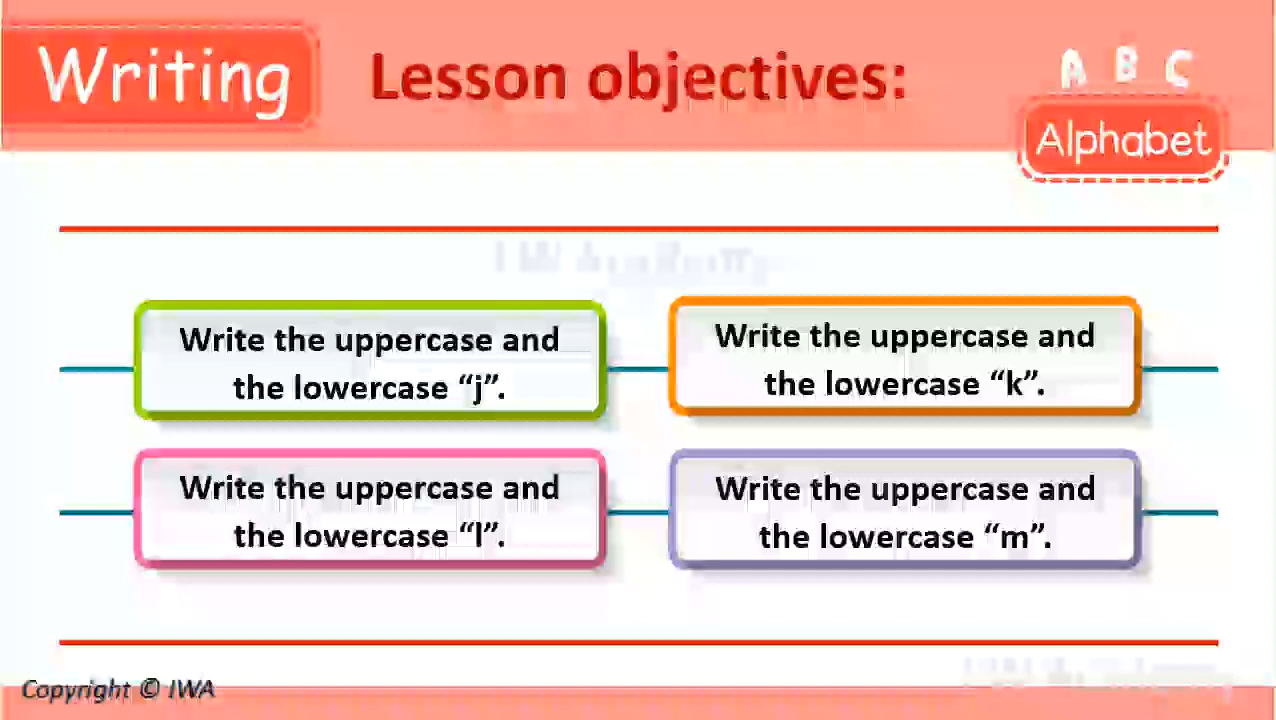 Writing
Lesson objectives:
A B C
Alphabet
Write the uppercase and
the lowercase “j”.
Write the uppercase and
the lowercase “k”.
Write the uppercase and
the lowercase “l”.
Write the uppercase and
the lowercase “m”.
Copyright © IWA